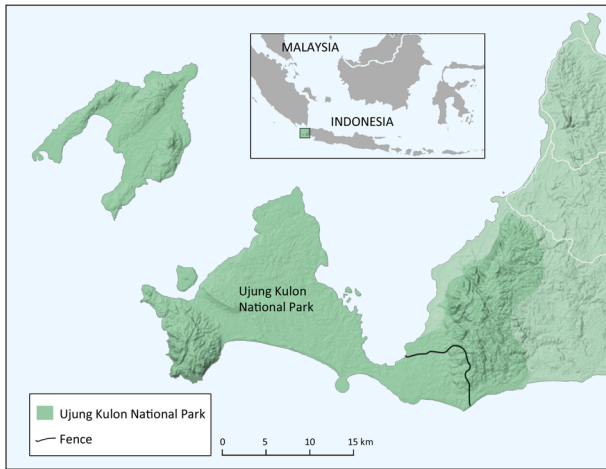 MALAYSIA
INDONESIA
Ujung Kulon
National Park
Ujung Kulon National Park
Fence
0 5 10 15 km